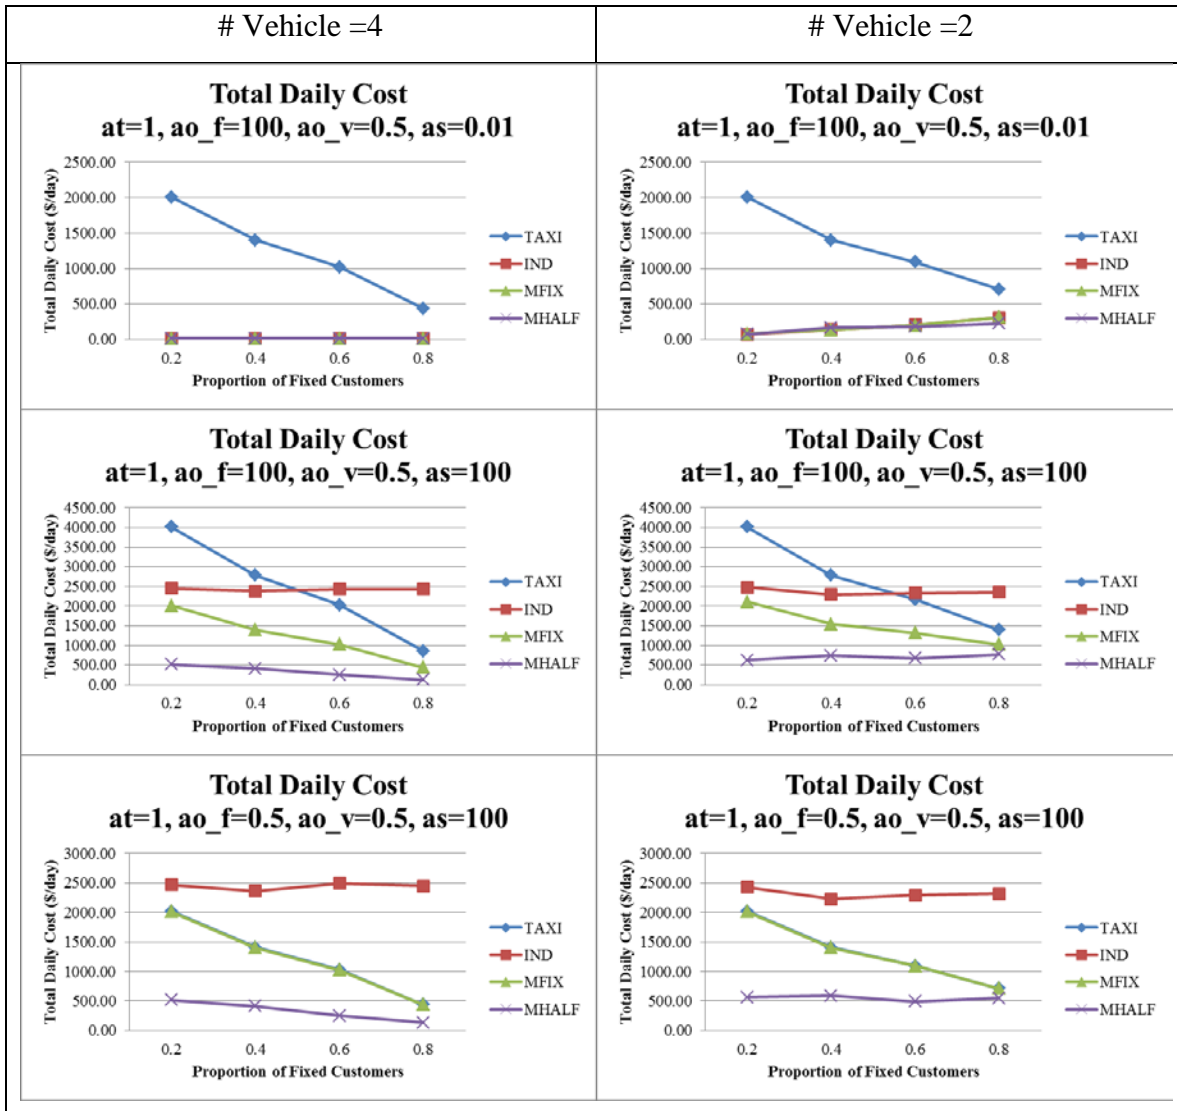 # Vehicle =4
# Vehicle =2
Total Daily Cost
at=1, ao_f=100, ao_v=0.5, as=0.01
Total Daily Cost ($/day)
2500.00
2000.00
1500.00
1000.00
500.00
0.00
0.2 0.4 0.6 0.8
Proportion of Fixed Customers
TAXI
IND
MFIX
MHALF
Total Daily Cost
at=1, ao_f=100, ao_v=0.5, as=0.01
Total Daily Cost ($/day)
2500.00
2000.00
1500.00
1000.00
500.00
0.00
0.2 0.4 0.6 0.8
Proportion of Fixed Customers
TAXI
IND
MFIX
MHALF
Total Daily Cost
at=1, ao_f=100, ao_v=0.5, as=100
Total Daily Cost ($/day)
4500.00
4000.00
3500.00
3000.00
2500.00
2000.00
1500.00
1000.00
500.00
0.00
0.2 0.4 0.6 0.8
Proportion of Fixed Customers
TAXI
IND
MFIX
MHALF
Total Daily Cost
at=1, ao_f=100, ao_v=0.5, as=100
Total Daily Cost ($/day)
4500.00
4000.00
3500.00
3000.00
2500.00
2000.00
1500.00
1000.00
500.00
0.00
0.2 0.4 0.6 0.8
Proportion of Fixed Customers
TAXI
IND
MFIX
MHALF
Total Daily Cost
at=1, ao_f=0.5, ao_v=0.5, as=100
Total Daily Cost ($/day)
3000.00
2500.00
2000.00
1500.00
1000.00
500.00
0.00
0.2 0.4 0.6 0.8
Proportion of Fixed Customers
TAXI
IND
MFIX
MHALF
Total Daily Cost
at=1, ao_f=0.5, ao_v=0.5, as=100
Total Daily Cost ($/day)
3000.00
2500.00
2000.00
1500.00
1000.00
500.00
0.00
0.2 0.4 0.6 0.8
Proportion of Fixed Customers
TAXI
IND
MFIX
MHALF